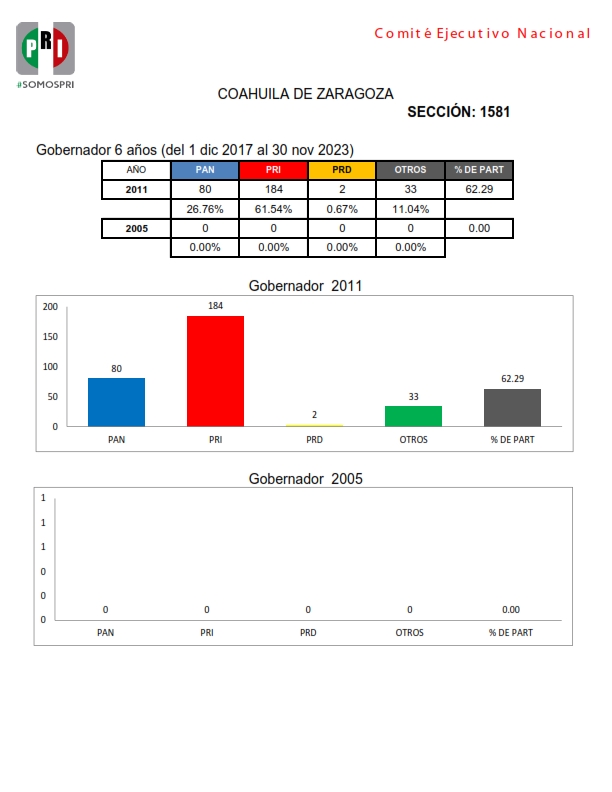 Comité Ejecutivo Nacional
PRI
#SOMOSPRI
COAHUILA DE ZARAGOZA
SECCIÓN: 1581
Gobernador 6 años (del 1 dic 2017 al 30 nov 2023)
AÑO PAN PRI PRD OTROS % DE PART
2011 80 184 2 33 62.29
26.76% 61.54% 0.67% 11.04%
2005 0 0 0 0 0.00
0.00% 0.00% 0.00% 0.00%
Gobernador 2011
200
150
100
50
0
80 184 2 33 62.29
PAN PRI PRD OTROS % DE PART
Gobernador 2005
1
1
1
0
0
0
0 0 0 0 0.00
PAN PRI PRD OTROS % DE PART